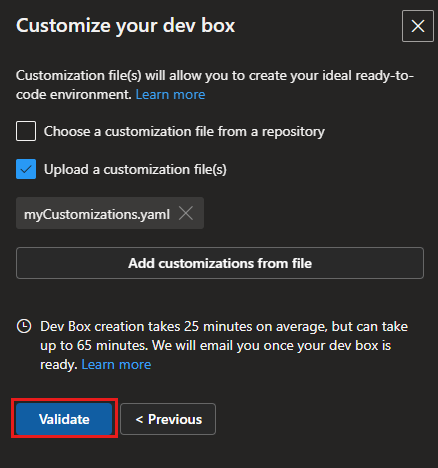 Customize your dev box
Customization file(s) will allow you to create your ideal ready-to-
code environment. Learn more
Choose a customization file from a repository
Upload a customization file(s)
myCustomizations.yaml
Add customizations from file
Dev Box creation takes 25 minutes on average, but can take
up to 65 minutes. We will email you once your dev box is
ready. Learn more
Validate
< Previous